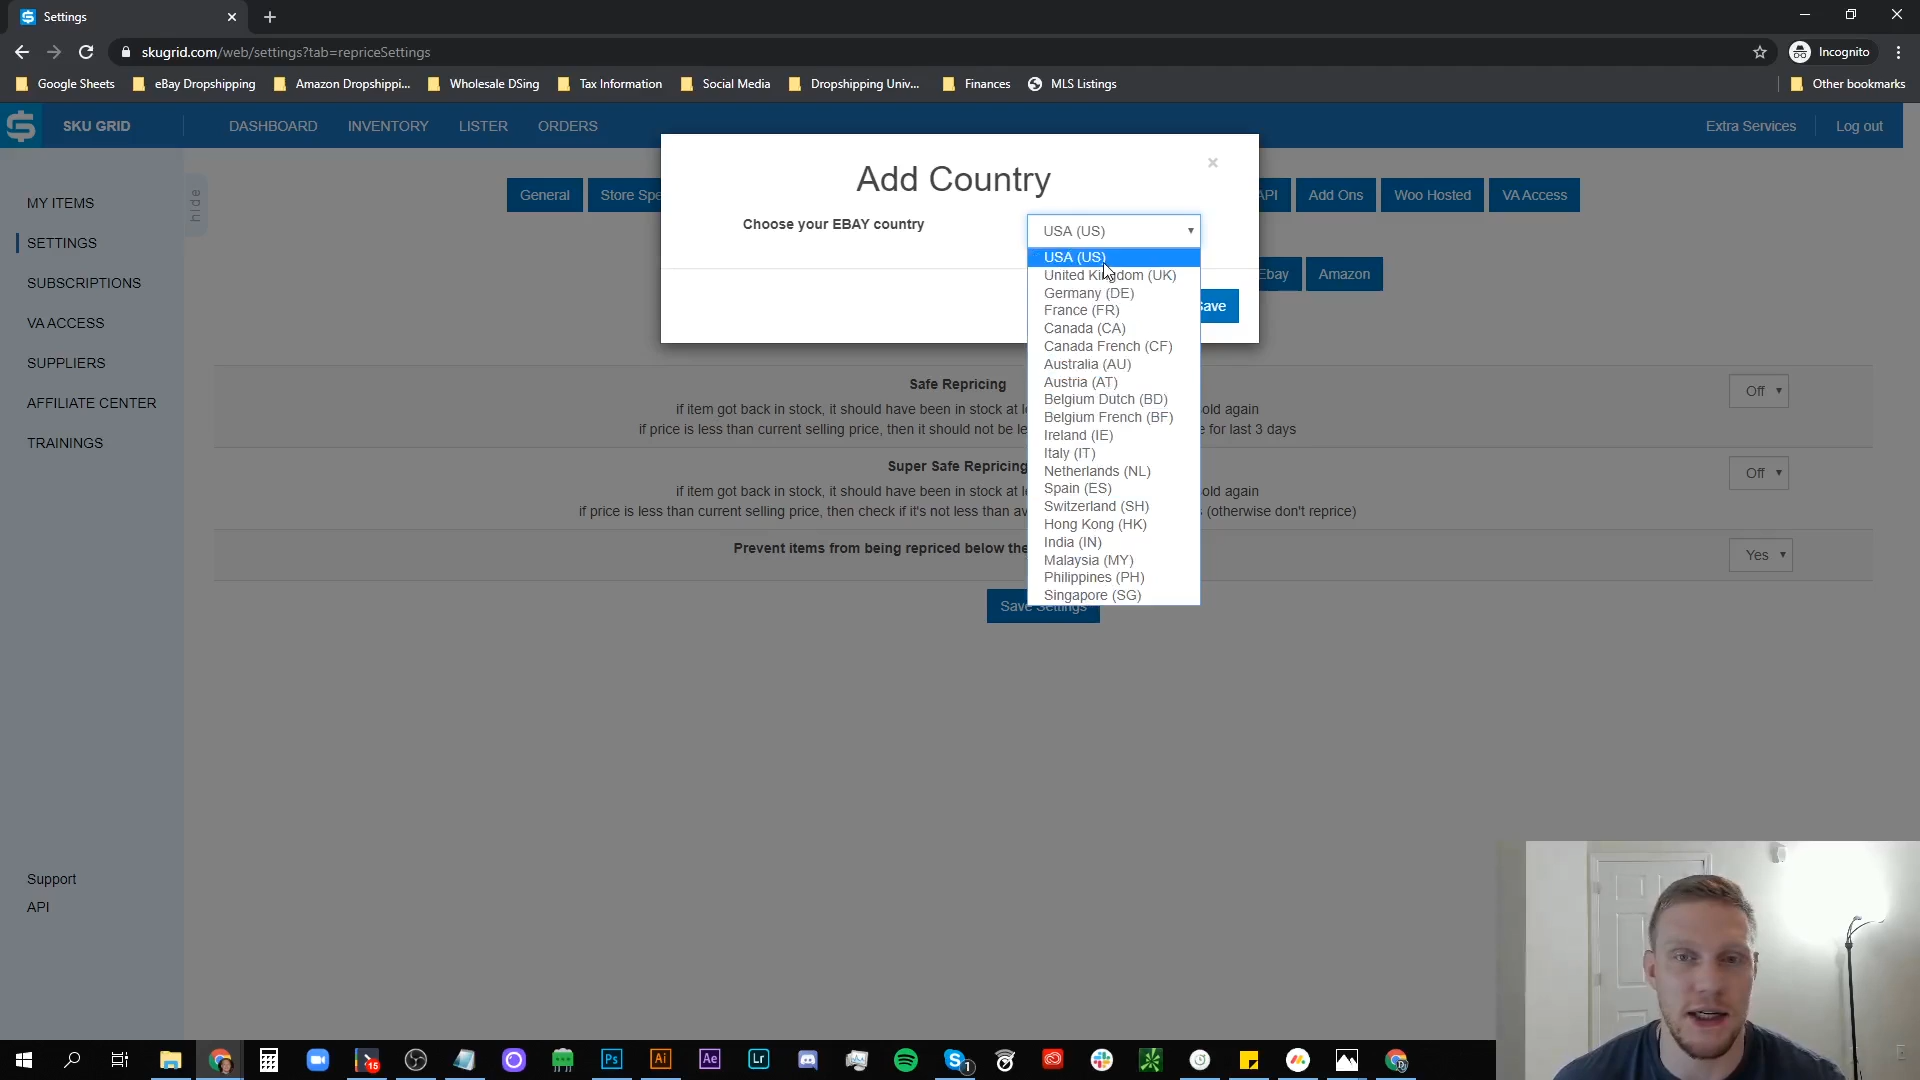 Settings
skugrid.com/web/settings?tab=repriceSettings
Incognito
Google Sheets
eBay Dropshipping
Amazon Dropshippi...
Wholesale DSing
Tax Information
Social Media
Dropshipping Univ...
Finances
MLS Listings
Other bookmarks
SKU GRID
DASHBOARD
INVENTORY
LISTER
ORDERS
Extra Services
Log out
hide
MY ITEMS
SETTINGS
SUBSCRIPTIONS
VA ACCESS
SUPPLIERS
AFFILIATE CENTER
TRAININGS
Support
API
General
Store Spe
API
Add Ons
Woo Hosted
VA Access
Ebay
Amazon
Add Country
×
Choose your EBAY country
USA (US)
USA (US)
United Kingdom (UK)
Germany (DE)
France (FR)
Canada (CA)
Canada French (CF)
Australia (AU)
Austria (AT)
Belgium Dutch (BD)
Belgium French (BF)
Ireland (IE)
Italy (IT)
Netherlands (NL)
Spain (ES)
Switzerland (SH)
Hong Kong (HK)
India (IN)
Malaysia (MY)
Philippines (PH)
Singapore (SG)
Save
Safe Repricing
if item got back in stock, it should have been in stock at le old again
if price is less than current selling price, then it should not be le e for last 3 days
Off
Super Safe Repricing
if item got back in stock, it should have been in stock at le old again
if price is less than current selling price, then check if it's not less than av (otherwise don't reprice)
Off
Prevent items from being repriced below the
Yes
Save Settings
15
Ps
Ai
Ae
Lr
1